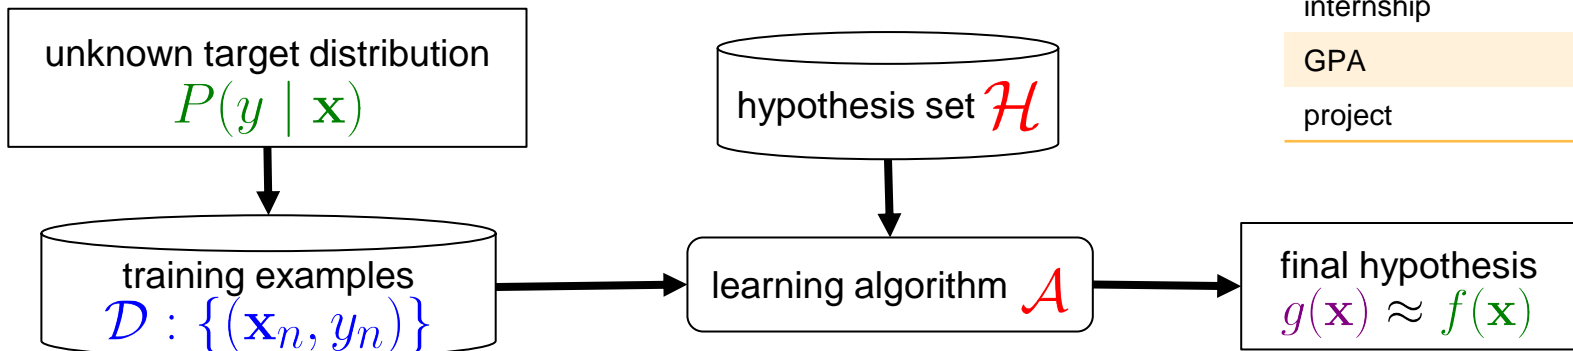 unknown target distribution
P(y | x)
hypothesis set H
internship
GPA
project
training examples
D : {(xₙ, yₙ)}
learning algorithm A
final hypothesis
g(x) ≈ f(x)